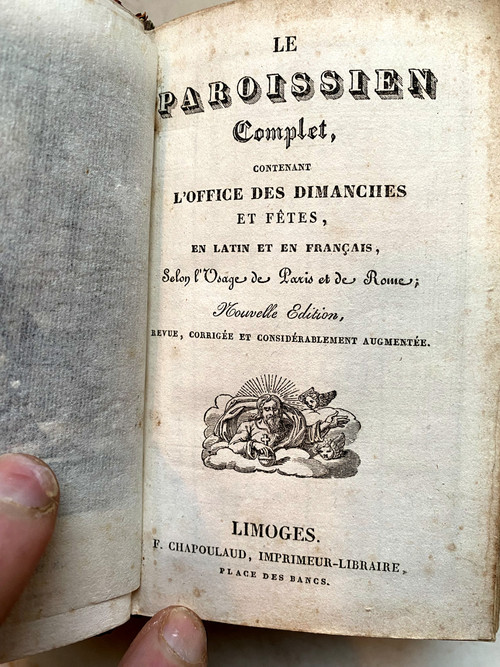 LE
PAROISSIEN
Complet,
CONTENANT
L'OFFICE DES DIMANCHES
ET FÊTES,
EN LATIN ET EN FRANÇAIS,
Selon l'Usage de Paris et de Rome;
Nouvelle Edition,
REVUE, CORRIGÉE ET CONSIDÉRABLEMENT AUGMENTÉE.
LIMOGES.
F. CHAPOULAUD, IMPRIMEUR-LIBRAIRE,
PLACE DES BANCS.